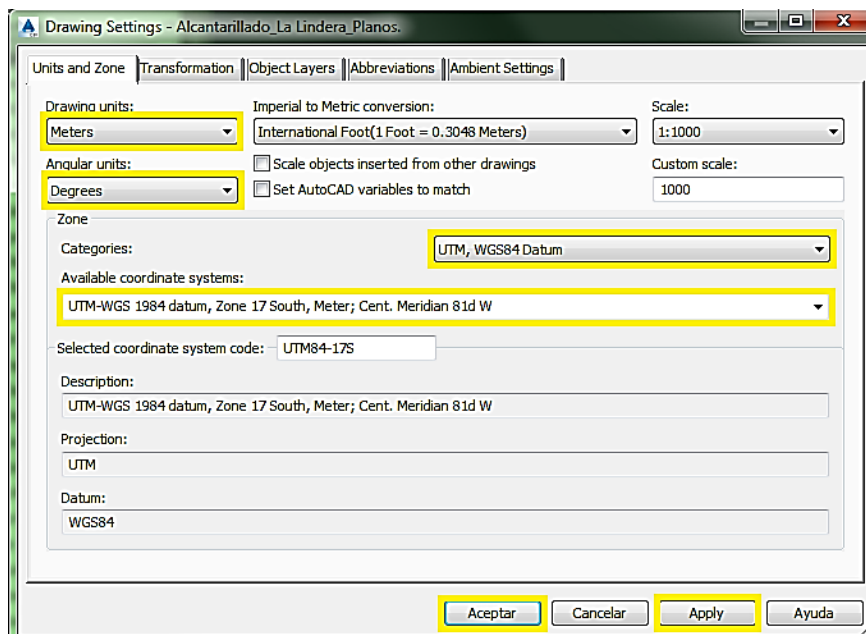 Drawing Settings - Alcantarillado_La Lindera_Planos.
Units and Zone Transformation Object Layers Abbreviations Ambient Settings
Drawing units: Imperial to Metric conversion: Scale:
Meters International Foot(1 Foot = 0.3048 Meters) 1:1000
Angular units: Scale objects inserted from other drawings Custom scale:
Degrees Set AutoCAD variables to match 1000
Zone
Categories: UTM, WGS84 Datum
Available coordinate systems:
UTM-WGS 1984 datum, Zone 17 South, Meter; Cent. Meridian 81d W
Selected coordinate system code: UTM84-17S
Description:
UTM-WGS 1984 datum, Zone 17 South, Meter; Cent. Meridian 81d W
Projection:
UTM
Datum:
WGS84
Aceptar Cancelar Apply Ayuda